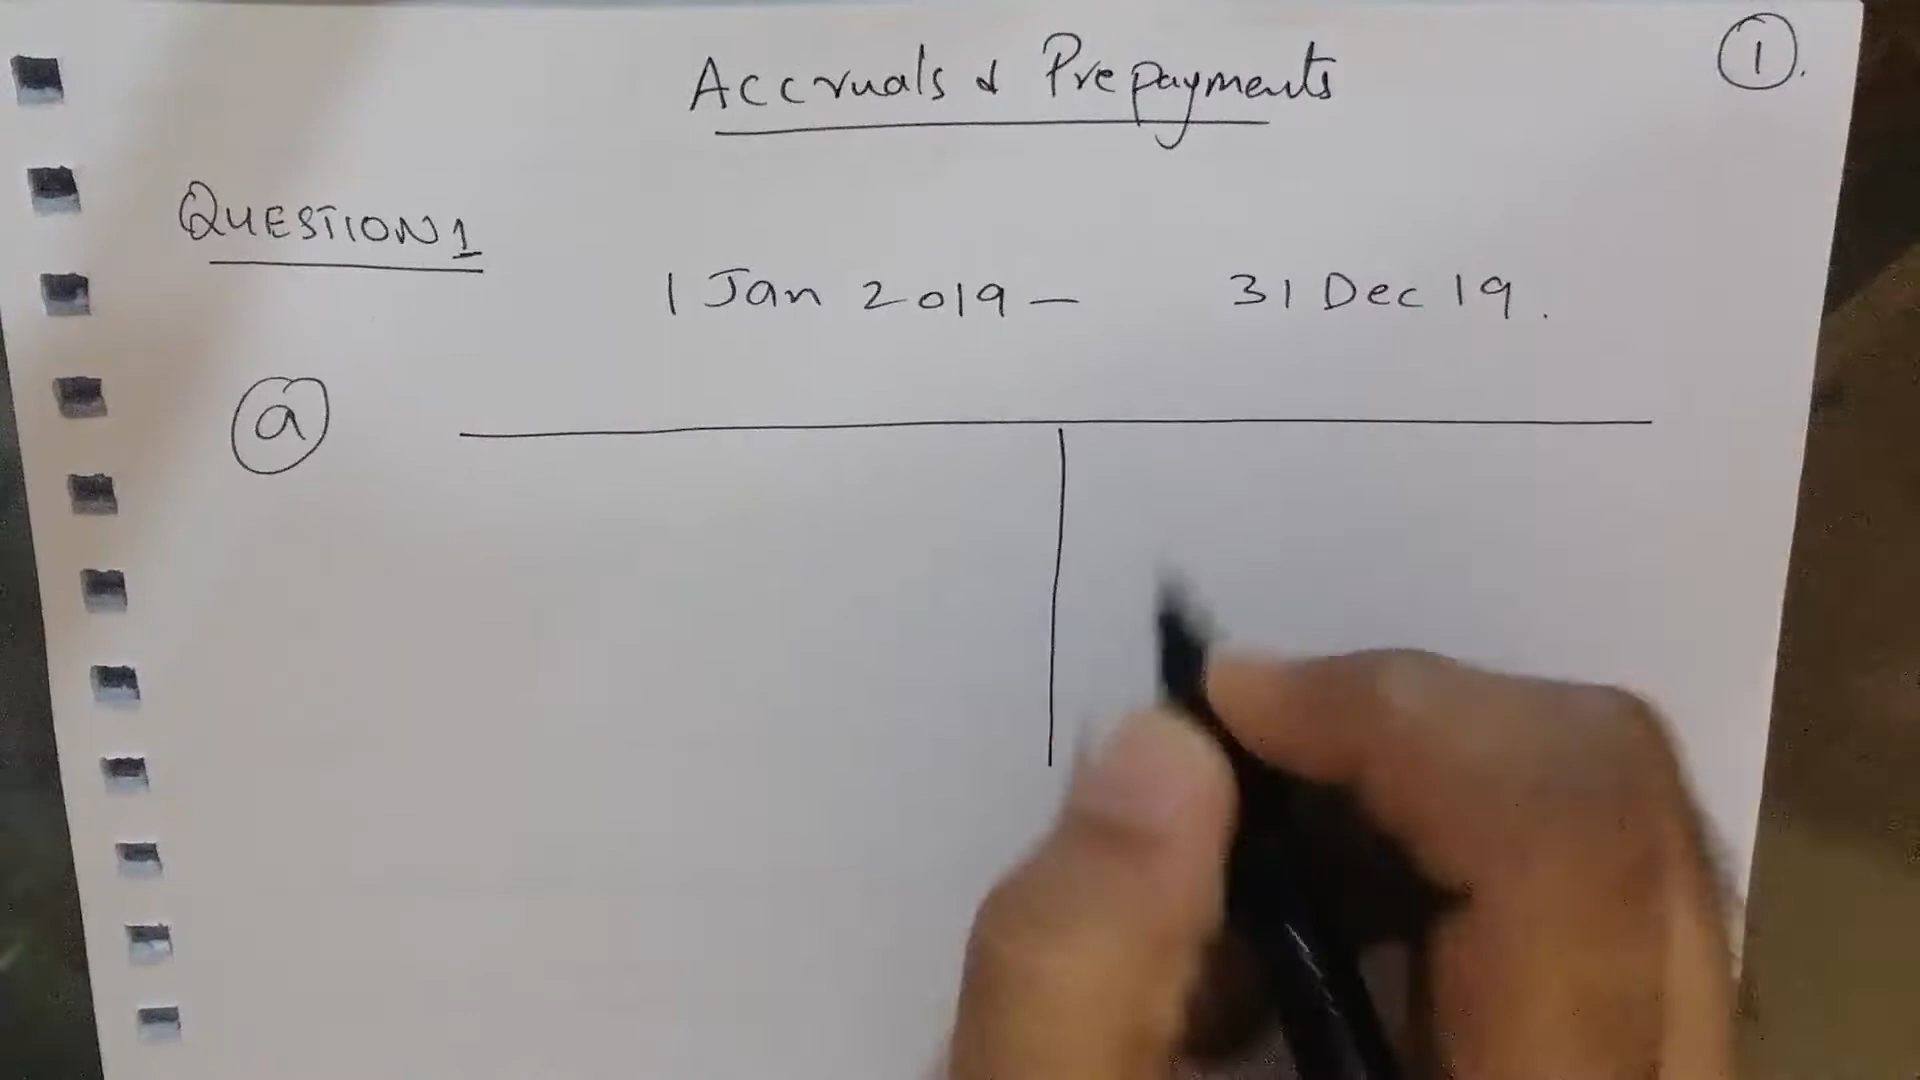 1
Accruals & Prepayments
QUESTION 1
1 Jan 2019 — 31 Dec 19.
a